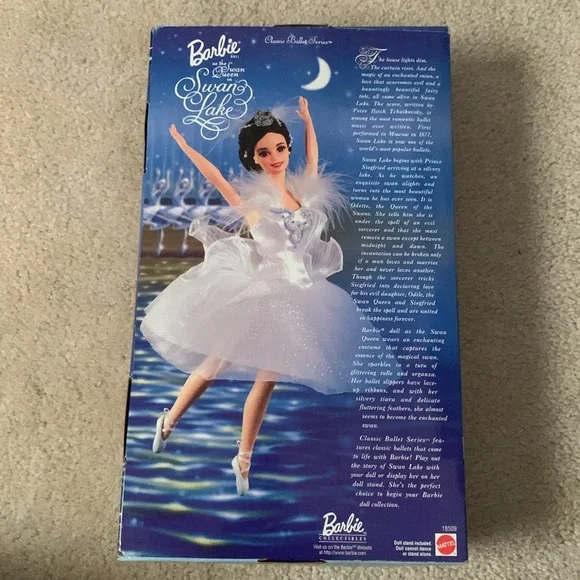 Barbie
DOLL
as the Swan
Queen in
Swan
Lake
Classic Ballet Series™
The house lights dim.
The curtain rises. And the
magic of an enchanted swan, a
love that overcomes evil and a
hauntingly beautiful fairy
tale, all come alive in Swan
Lake. The score, written by
Peter Ilyich Tchaikovsky, is
among the most romantic ballet
music ever written. First
performed in Moscow in 1877,
Swan Lake is now one of the
world's most popular ballets.
Swan Lake begins with Prince
Siegfried arriving at a silvery
lake. As he watches, an
exquisite swan alights and
turns into the most beautiful
woman he has ever seen. It is
Odette, the Queen of the
Swans. She tells him she is
under the spell of an evil
sorcerer and that she must
remain a swan except between
midnight and dawn. The
incantation can be broken only
if a man loves and marries
her and never loves another.
Though the sorcerer tricks
Siegfried into declaring love
for his evil daughter, Odile, the
Swan Queen and Siegfried
break the spell and are united
in happiness forever.
Barbie® doll as the Swan
Queen wears an enchanting
costume that captures the
essence of the magical swan.
She sparkles in a tutu of
glittering tulle and organza.
Her ballet slippers have lace-
up ribbons, and with her
silvery tiara and delicate
fluttering feathers, she almost
seems to become the enchanted
swan.
Classic Ballet Series™ fea-
tures classic ballets that come
to life with Barbie! Play out
the story of Swan Lake with
your doll or display her on her
doll stand. She's the perfect
choice to begin your Barbie
doll collection.
Barbie
COLLECTIBLES
Visit us on the Barbie™ Website
at http://www.barbie.com
Doll stand included.
Doll cannot dance
or stand alone.
18509
MATTEL